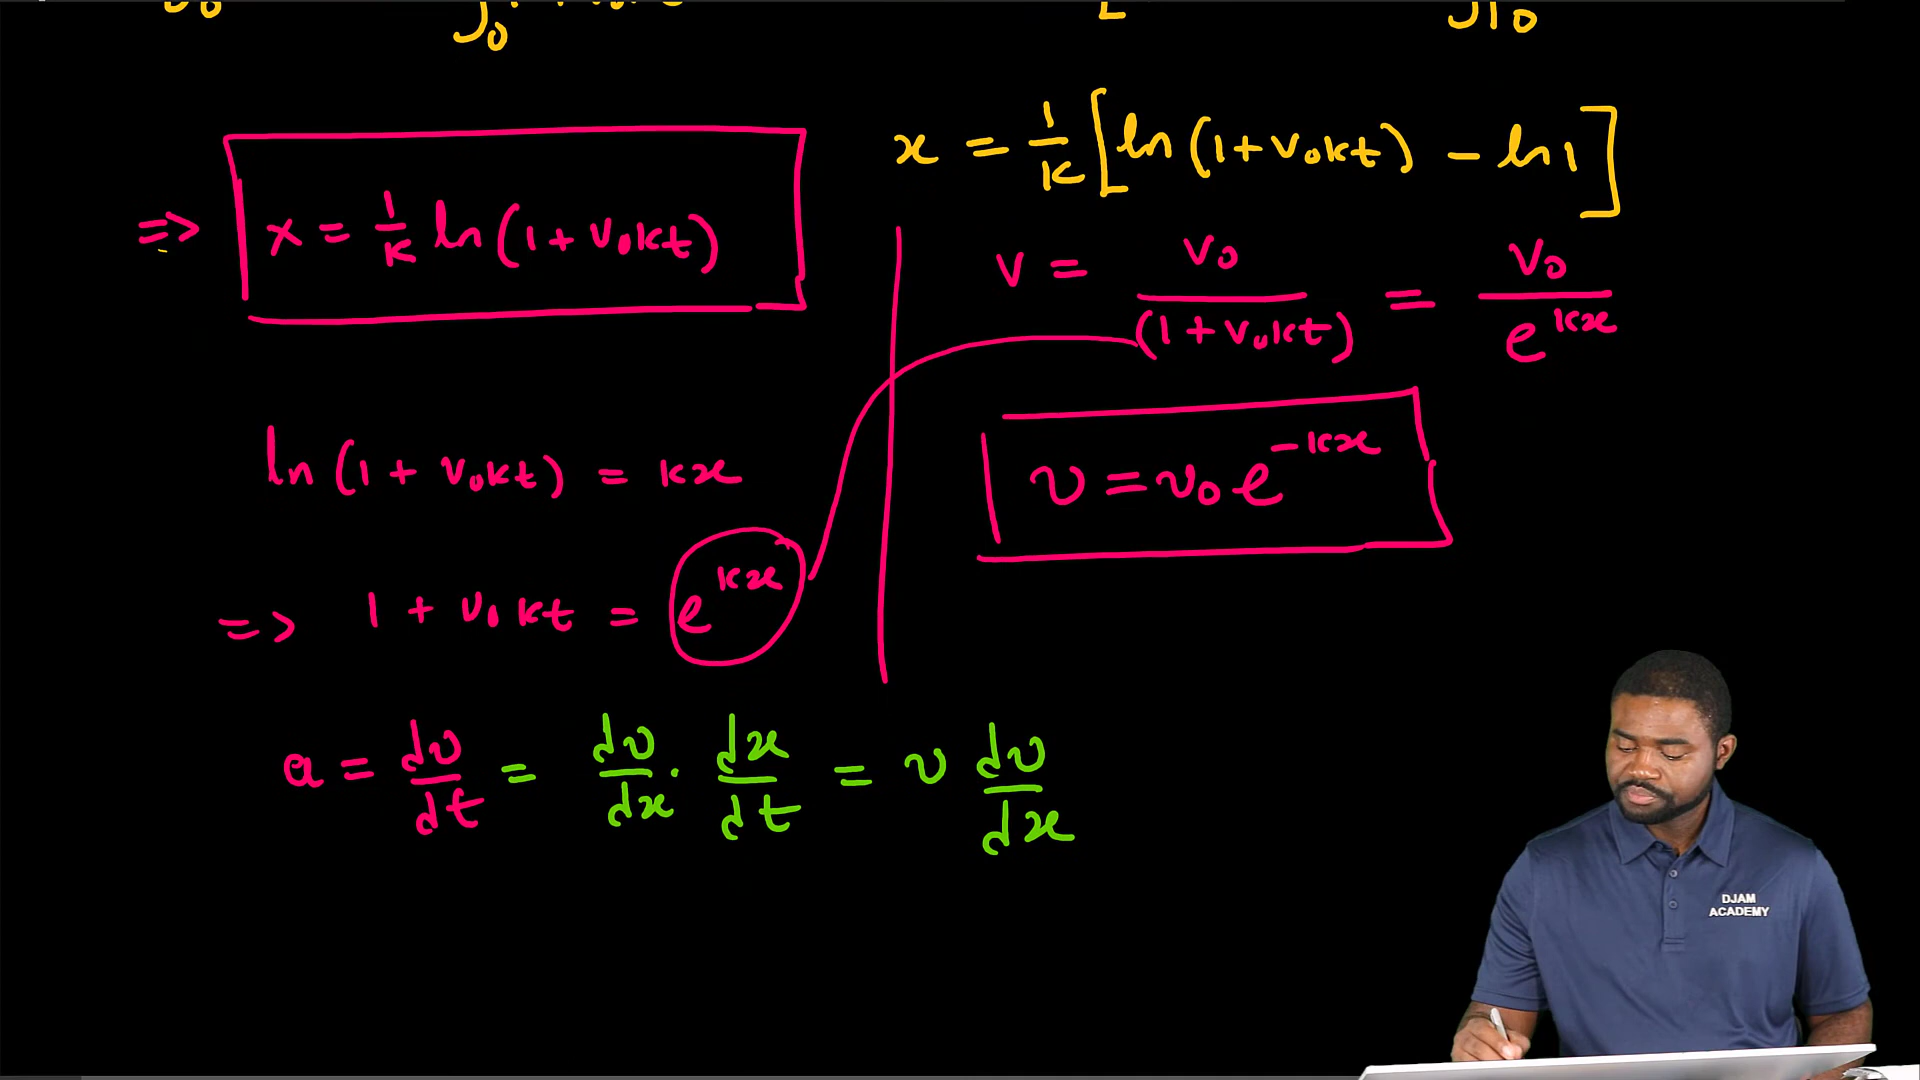 x = 1/k [ln (1+v₀kt) − ln1]
=> x = 1/k ln (1+v₀kt)
v = v₀/(1+v₀kt) = v₀/e^kx
v = v₀ e^−kx
ln (1 + v₀kt) = kx
=> 1 + v₀kt = e^kx
a = dv/dt = dv/dx · dx/dt = v dv/dx
DJAM
ACADEMY